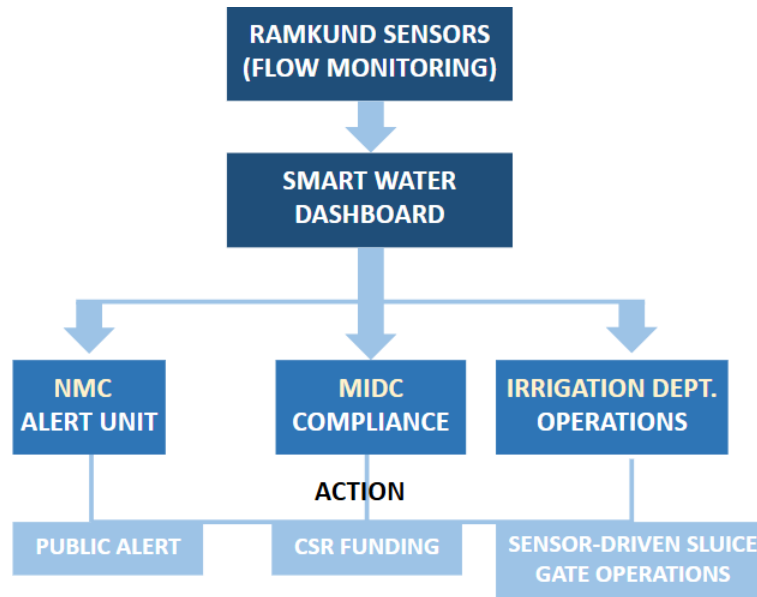 RAMKUND SENSORS
(FLOW MONITORING)
SMART WATER
DASHBOARD
NMC
ALERT UNIT
MIDC
COMPLIANCE
IRRIGATION DEPT.
OPERATIONS
ACTION
PUBLIC ALERT
CSR FUNDING
SENSOR-DRIVEN SLUICE
GATE OPERATIONS